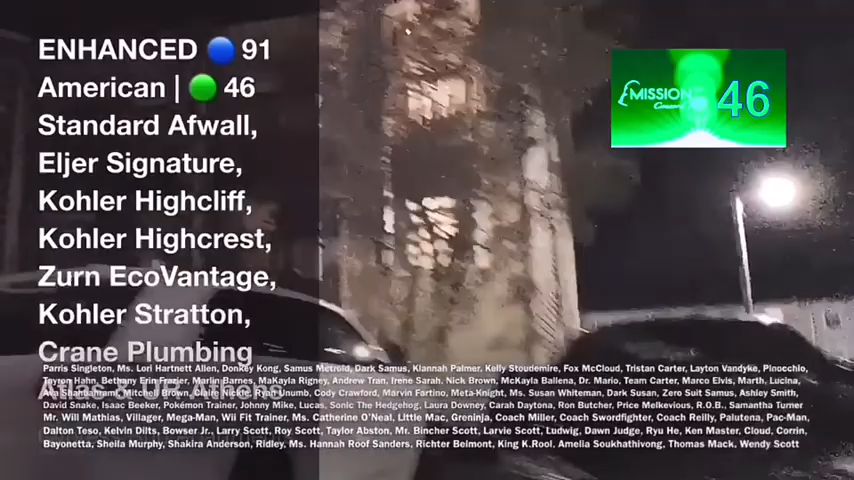 ENHANCED 🔵 91
American | 🟢 46
Standard Afwall,
Eljer Signature,
Kohler Highcliff,
Kohler Highcrest,
Zurn EcoVantage,
Kohler Stratton,
Crane Plumbing
Atlas & UR Athens
EMISSION 46
Parris Singleton, Ms. Lori Hartnett Allen, Donkey Kong, Samus Metroid, Dark Samus, Kiannah Palmer, Kelly Stoudemire, Fox McCloud, Tristan Carter, Layton Vandyke, Pinocchio,
Tayron Hahn, Bethany Erin Frazier, Marlin Barnes, MaKayla Rigney, Andrew Tran, Irene Sarah, Nick Brown, McKayla Ballena, Dr. Mario, Team Carter, Marco Elvis, Marth, Lucina,
Mitch Brown, Claire Nickel, Ryan Unumb, Cody Crawford, Marvin Fartino, Meta-Knight, Ms. Susan Whiteman, Dark Susan, Zero Suit Samus, Ashley Smith,
David Snake, Isaac Beeker, Pokémon Trainer, Johnny Mike, Lucas, Sonic The Hedgehog, Laura Downey, Carah Daytona, Ron Butcher, Price Melkevious, R.O.B., Samantha Turner
Mr. Will Mathias, Villager, Mega-Man, Wii Fit Trainer, Ms. Catherine O'Neal, Little Mac, Greninja, Coach Miller, Coach Swordfighter, Coach Reilly, Palutena, Pac-Man,
Dalton Teso, Kelvin Dilts, Bowser Jr., Larry Scott, Roy Scott, Taylor Abston, Mr. Bincher Scott, Larvie Scott, Ludwig, Dawn Judge, Ryu He, Ken Master, Cloud, Corrin,
Bayonetta, Sheila Murphy, Shakira Anderson, Ridley, Ms. Hannah Roof Sanders, Richter Belmont, King K.Rool, Amelia Soukhathivong, Thomas Mack, Wendy Scott